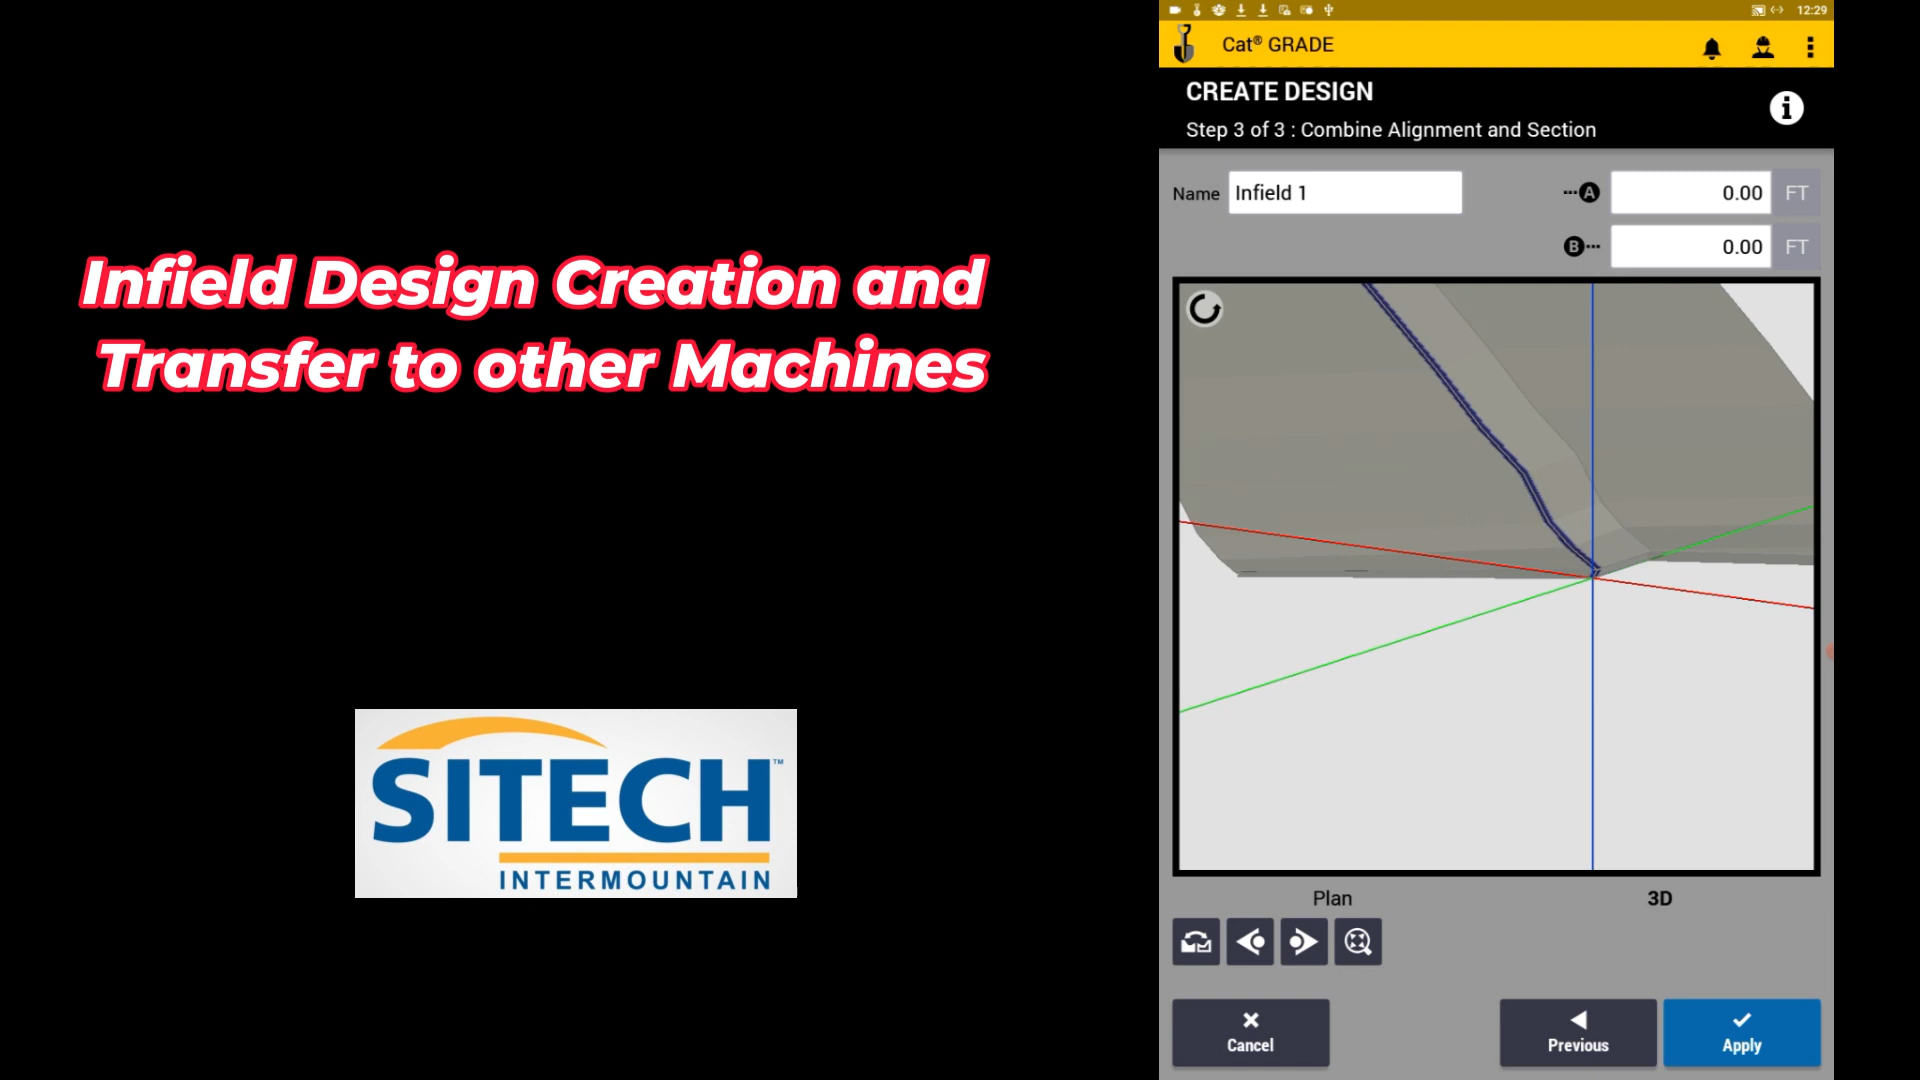 12:29
Cat® GRADE
CREATE DESIGN
Step 3 of 3 : Combine Alignment and Section
Name Infield 1
A 0.00 FT
B 0.00 FT
Infield Design Creation and
Transfer to other Machines
SITECH™
INTERMOUNTAIN
Plan 3D
Cancel Previous Apply